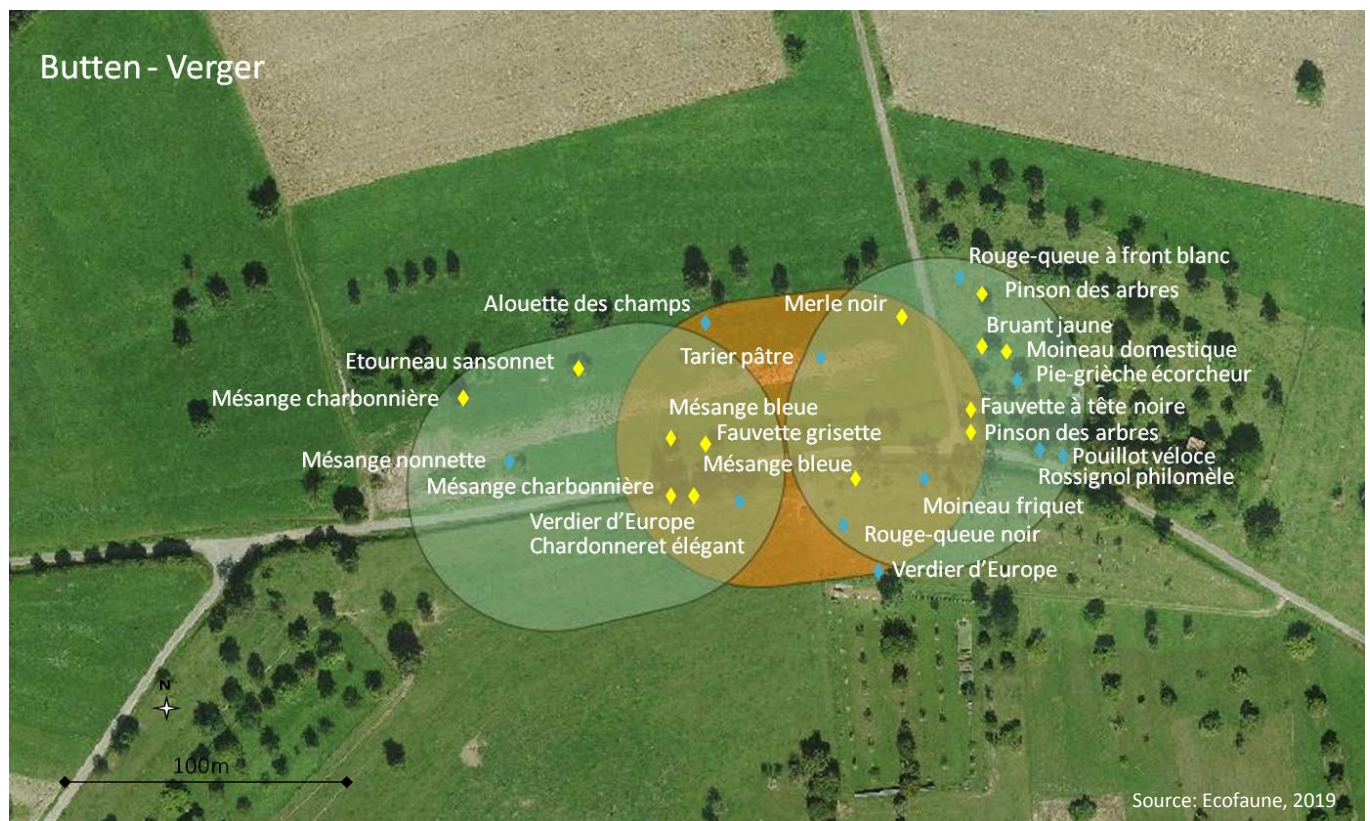 Butten - Verger
Rouge-queue à front blanc
Pinson des arbres
Alouette des champs
Merle noir
Bruant jaune
Moineau domestique
Tarier pâtre
Etourneau sansonnet
Pie-grièche écorcheur
Mésange charbonnière
Mésange bleue
Fauvette à tête noire
Fauvette grisette
Pinson des arbres
Mésange nonnette
Mésange bleue
Pouillot véloce
Rossignol philomèle
Mésange charbonnière
Moineau friquet
Verdier d'Europe
Rouge-queue noir
Chardonneret élégant
Verdier d'Europe
N
100m
Source: Ecofaune, 2019